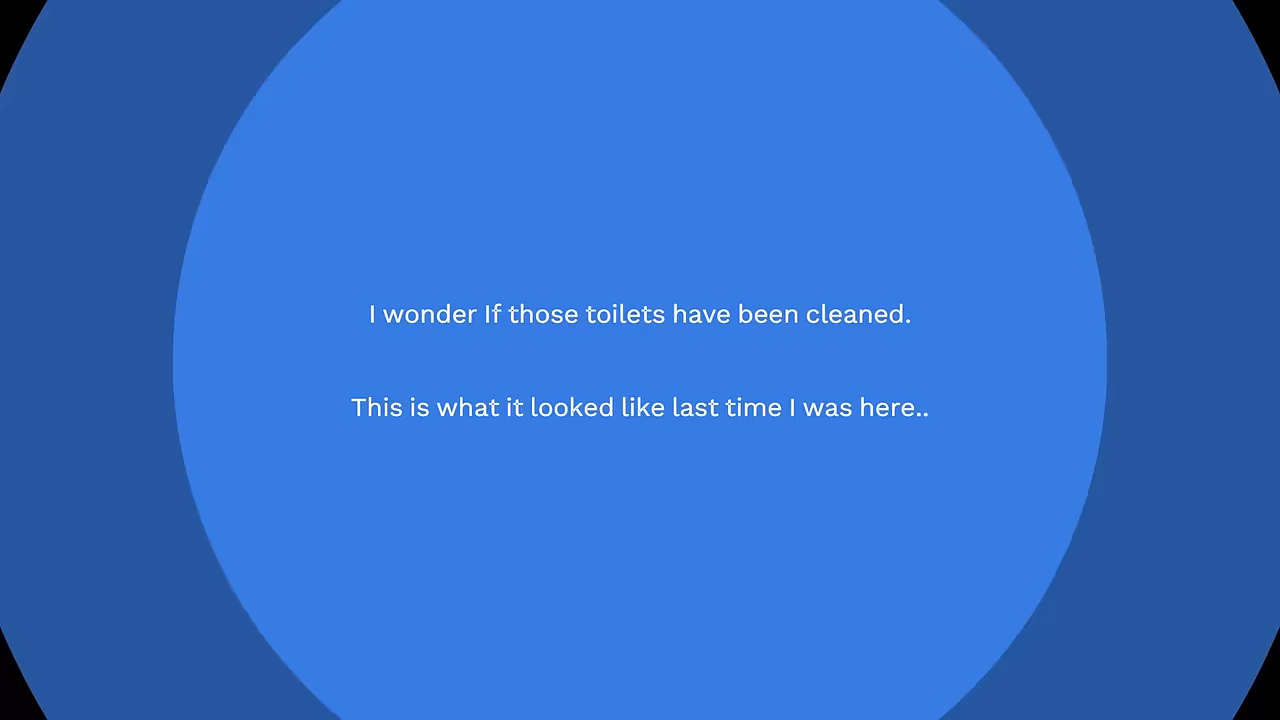 I wonder If those toilets have been cleaned.
This is what it looked like last time I was here..